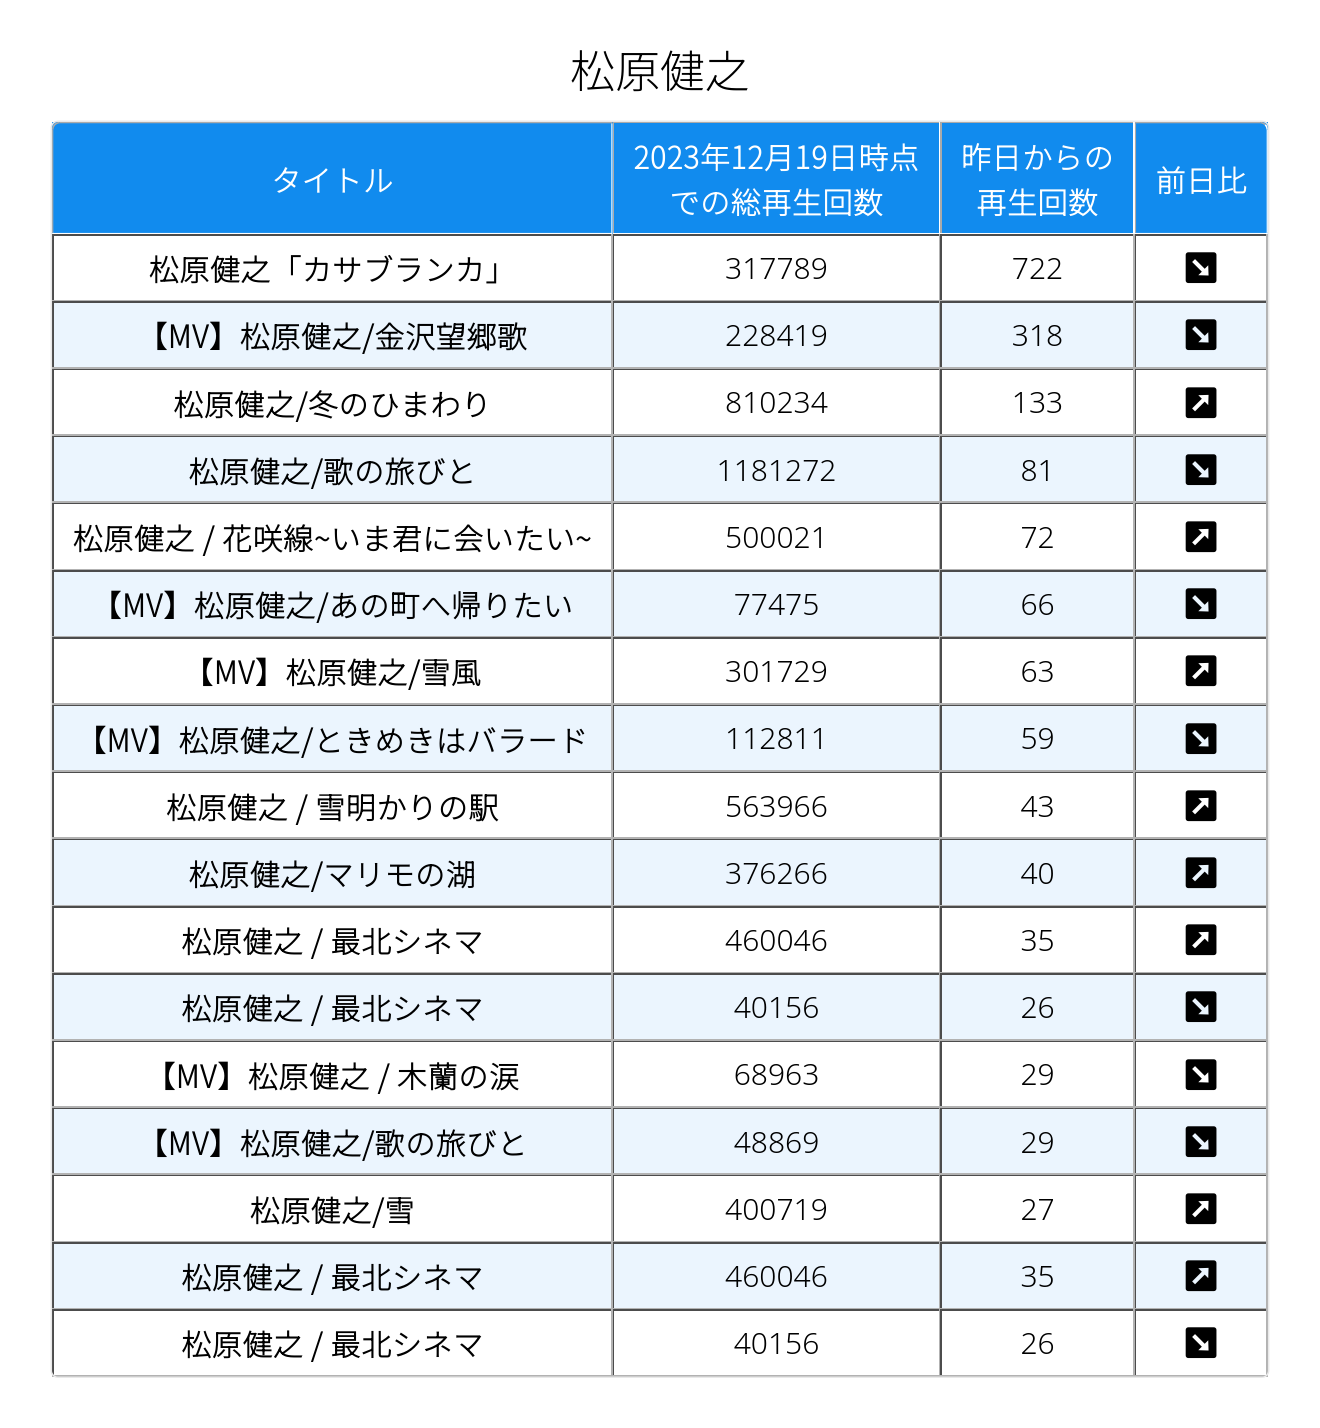 松原健之
タイトル
2023年12月19日時点
での総再生回数
昨日からの
再生回数
前日比
松原健之「カサブランカ」 317789 722
【MV】松原健之/金沢望郷歌 228419 318
松原健之/冬のひまわり 810234 133
松原健之/歌の旅びと 1181272 81
松原健之 / 花咲線~いま君に会いたい~ 500021 72
【MV】松原健之/あの町へ帰りたい 77475 66
【MV】松原健之/雪風 301729 63
【MV】松原健之/ときめきはバラード 112811 59
松原健之 / 雪明かりの駅 563966 43
松原健之/マリモの湖 376266 40
松原健之 / 最北シネマ 460046 35
松原健之 / 最北シネマ 40156 26
【MV】松原健之 / 木蘭の涙 68963 29
【MV】松原健之/歌の旅びと 48869 29
松原健之/雪 400719 27
松原健之 / 最北シネマ 460046 35
松原健之 / 最北シネマ 40156 26